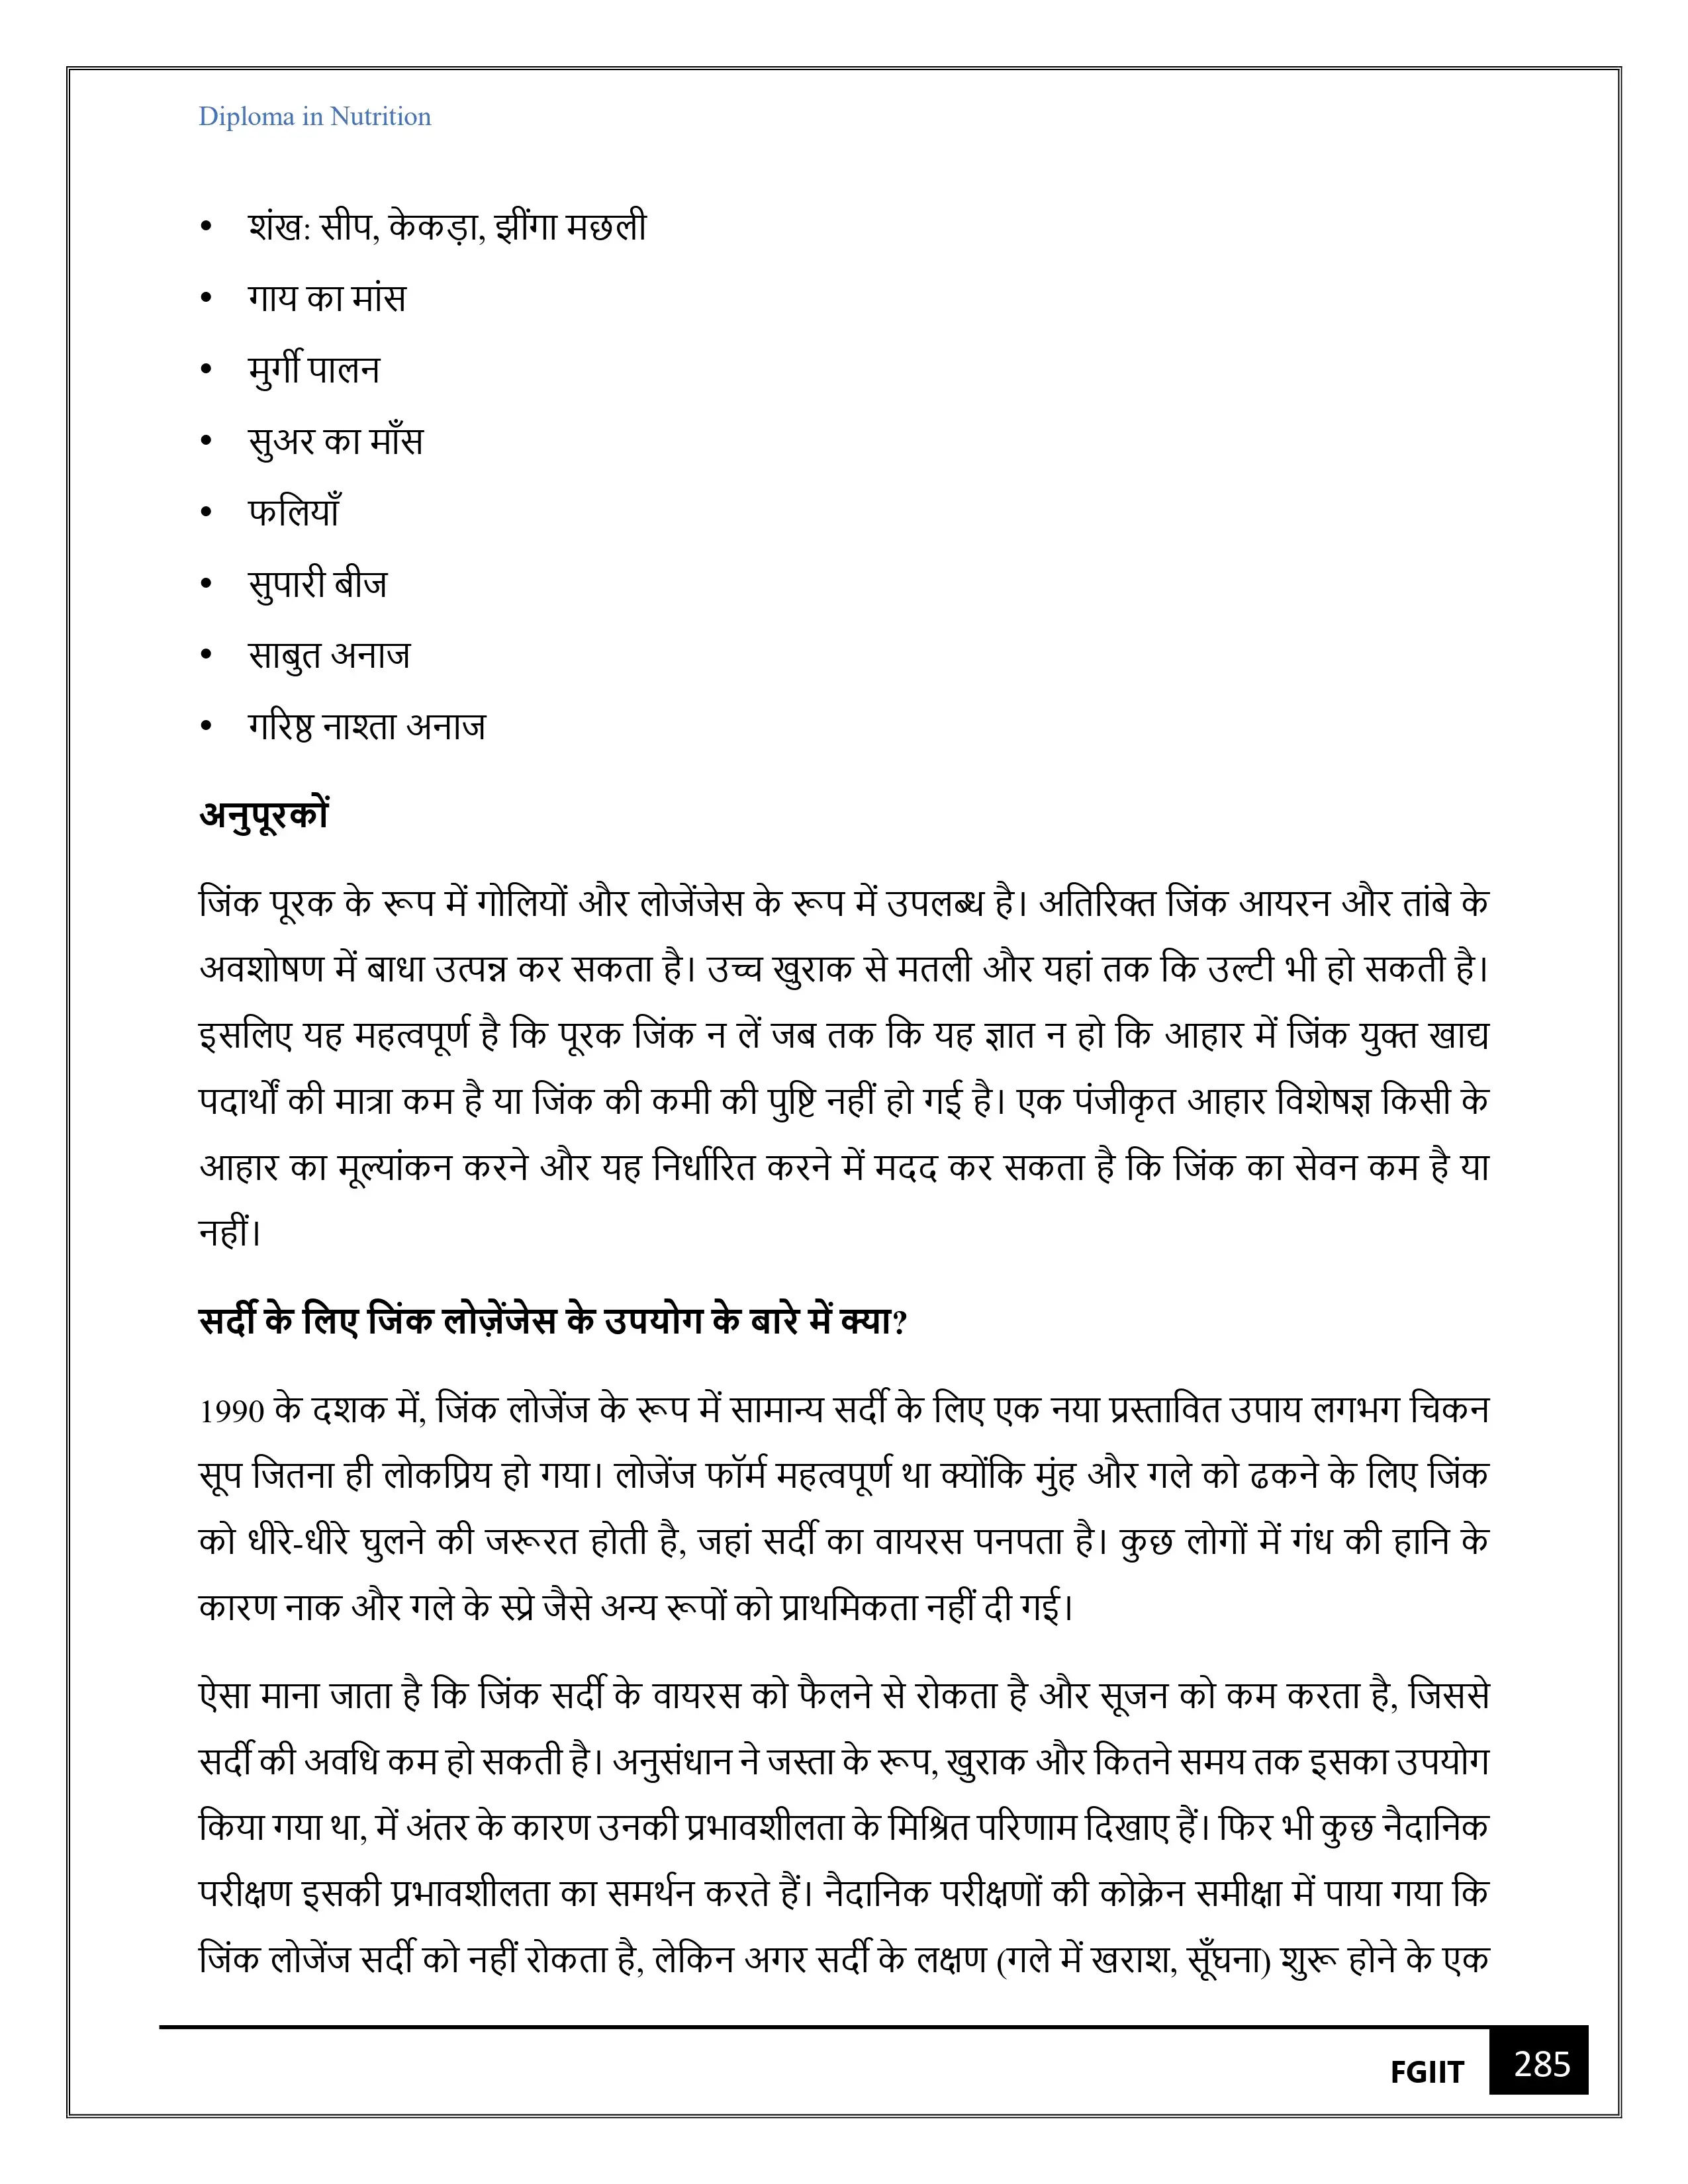 Diploma in Nutrition
• शंख: सीप, केकड़ा, झींगा मछली
• गाय का मांस
• मुर्गी पालन
• सुअर का माँस
• फलियाँ
• सुपारी बीज
• साबुत अनाज
• गरिष्ठ नाश्ता अनाज
अनुपूरकों
जिंक पूरक के रूप में गोलियों और लोजेंजेस के रूप में उपलब्ध है। अतिरिक्त जिंक आयरन और तांबे के
अवशोषण में बाधा उत्पन्न कर सकता है। उच्च खुराक से मतली और यहां तक कि उल्टी भी हो सकती है।
इसलिए यह महत्वपूर्ण है कि पूरक जिंक न लें जब तक कि यह ज्ञात न हो कि आहार में जिंक युक्त खाद्य
पदार्थों की मात्रा कम है या जिंक की कमी की पुष्टि नहीं हो गई है। एक पंजीकृत आहार विशेषज्ञ किसी के
आहार का मूल्यांकन करने और यह निर्धारित करने में मदद कर सकता है कि जिंक का सेवन कम है या
नहीं।
सर्दी के लिए जिंक लोज़ेंजेस के उपयोग के बारे में क्या?
1990 के दशक में, जिंक लोजेंज के रूप में सामान्य सर्दी के लिए एक नया प्रस्तावित उपाय लगभग चिकन
सूप जितना ही लोकप्रिय हो गया। लोजेंज फॉर्म महत्वपूर्ण था क्योंकि मुंह और गले को ढकने के लिए जिंक
को धीरे-धीरे घुलने की जरूरत होती है, जहां सर्दी का वायरस पनपता है। कुछ लोगों में गंध की हानि के
कारण नाक और गले के स्प्रे जैसे अन्य रूपों को प्राथमिकता नहीं दी गई।
ऐसा माना जाता है कि जिंक सर्दी के वायरस को फैलने से रोकता है और सूजन को कम करता है, जिससे
सर्दी की अवधि कम हो सकती है। अनुसंधान ने जस्ता के रूप, खुराक और कितने समय तक इसका उपयोग
किया गया था, में अंतर के कारण उनकी प्रभावशीलता के मिश्रित परिणाम दिखाए हैं। फिर भी कुछ नैदानिक
परीक्षण इसकी प्रभावशीलता का समर्थन करते हैं। नैदानिक परीक्षणों की कोक्रेन समीक्षा में पाया गया कि
जिंक लोजेंज सर्दी को नहीं रोकता है, लेकिन अगर सर्दी के लक्षण (गले में खराश, सूँघना) शुरू होने के एक
FGIIT 285